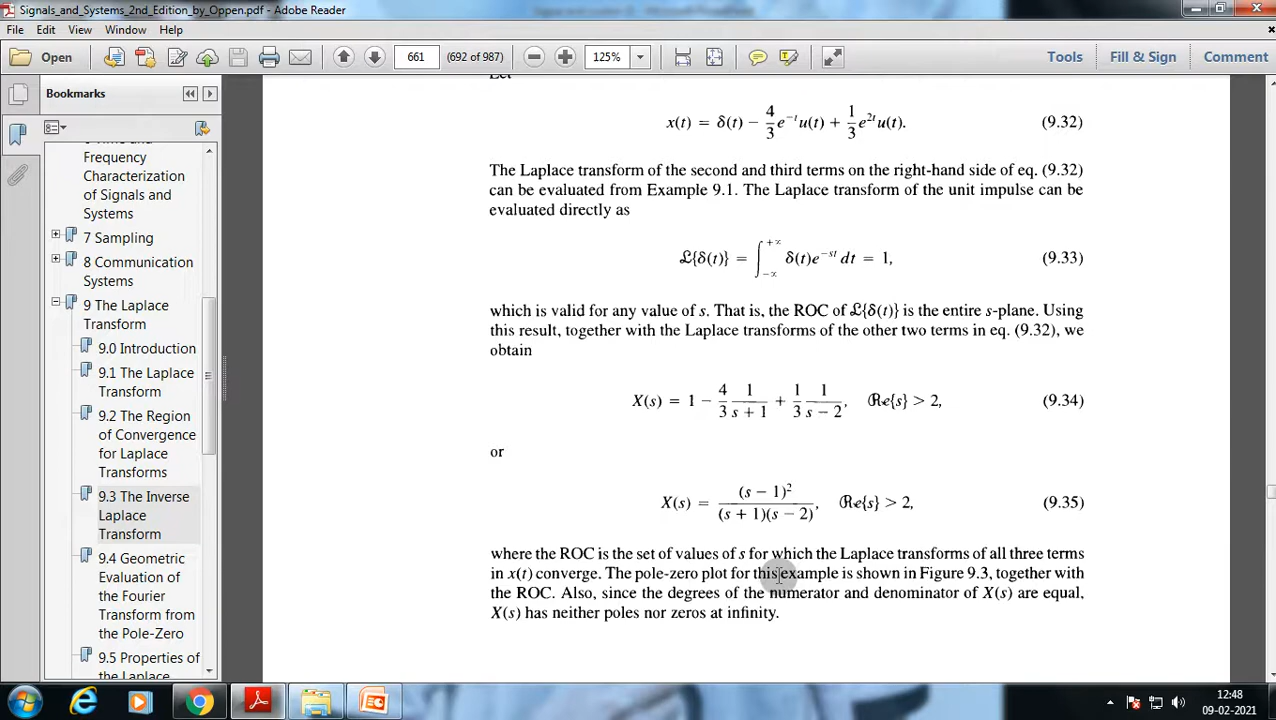 Signals_and_Systems_2nd_Edition_by_Oppen.pdf - Adobe Reader
File Edit View Window Help
Open 661 (692 of 987) 125% Tools Fill & Sign Comment
Bookmarks
Frequency
Characterization
of Signals and
Systems
7 Sampling
8 Communication
Systems
9 The Laplace
Transform
9.0 Introduction
9.1 The Laplace
Transform
9.2 The Region
of Convergence
for Laplace
Transforms
9.3 The Inverse
Laplace
Transform
9.4 Geometric
Evaluation of
the Fourier
Transform from
the Pole-Zero
9.5 Properties of
the Laplace
Let
x(t) = δ(t) − 4/3 e^{−t}u(t) + 1/3 e^{2t}u(t). (9.32)
The Laplace transform of the second and third terms on the right-hand side of eq. (9.32)
can be evaluated from Example 9.1. The Laplace transform of the unit impulse can be
evaluated directly as
ℒ{δ(t)} = ∫_{−∞}^{+∞} δ(t)e^{−st} dt = 1, (9.33)
which is valid for any value of s. That is, the ROC of ℒ{δ(t)} is the entire s-plane. Using
this result, together with the Laplace transforms of the other two terms in eq. (9.32), we
obtain
X(s) = 1 − 4/3 1/(s + 1) + 1/3 1/(s − 2), ℛe{s} > 2, (9.34)
or
X(s) = (s − 1)²/((s + 1)(s − 2)), ℛe{s} > 2, (9.35)
where the ROC is the set of values of s for which the Laplace transforms of all three terms
in x(t) converge. The pole-zero plot for this example is shown in Figure 9.3, together with
the ROC. Also, since the degrees of the numerator and denominator of X(s) are equal,
X(s) has neither poles nor zeros at infinity.
12:48
09-02-2021